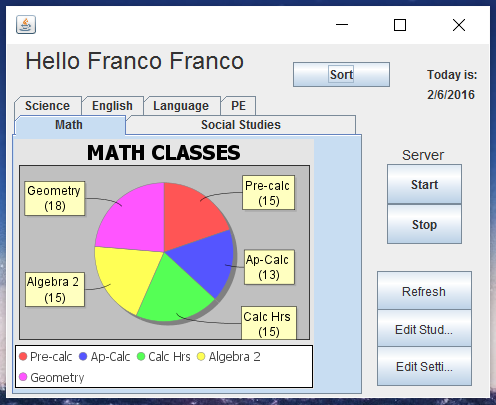 Hello Franco Franco
Sort
Today is:
2/6/2016
Science English Language PE
Math Social Studies
MATH CLASSES
Geometry
(18)
Pre-calc
(15)
Ap-Calc
(13)
Algebra 2
(15)
Calc Hrs
(15)
Pre-calc Ap-Calc Calc Hrs Algebra 2
Geometry
Server
Start
Stop
Refresh
Edit Stud...
Edit Setti...